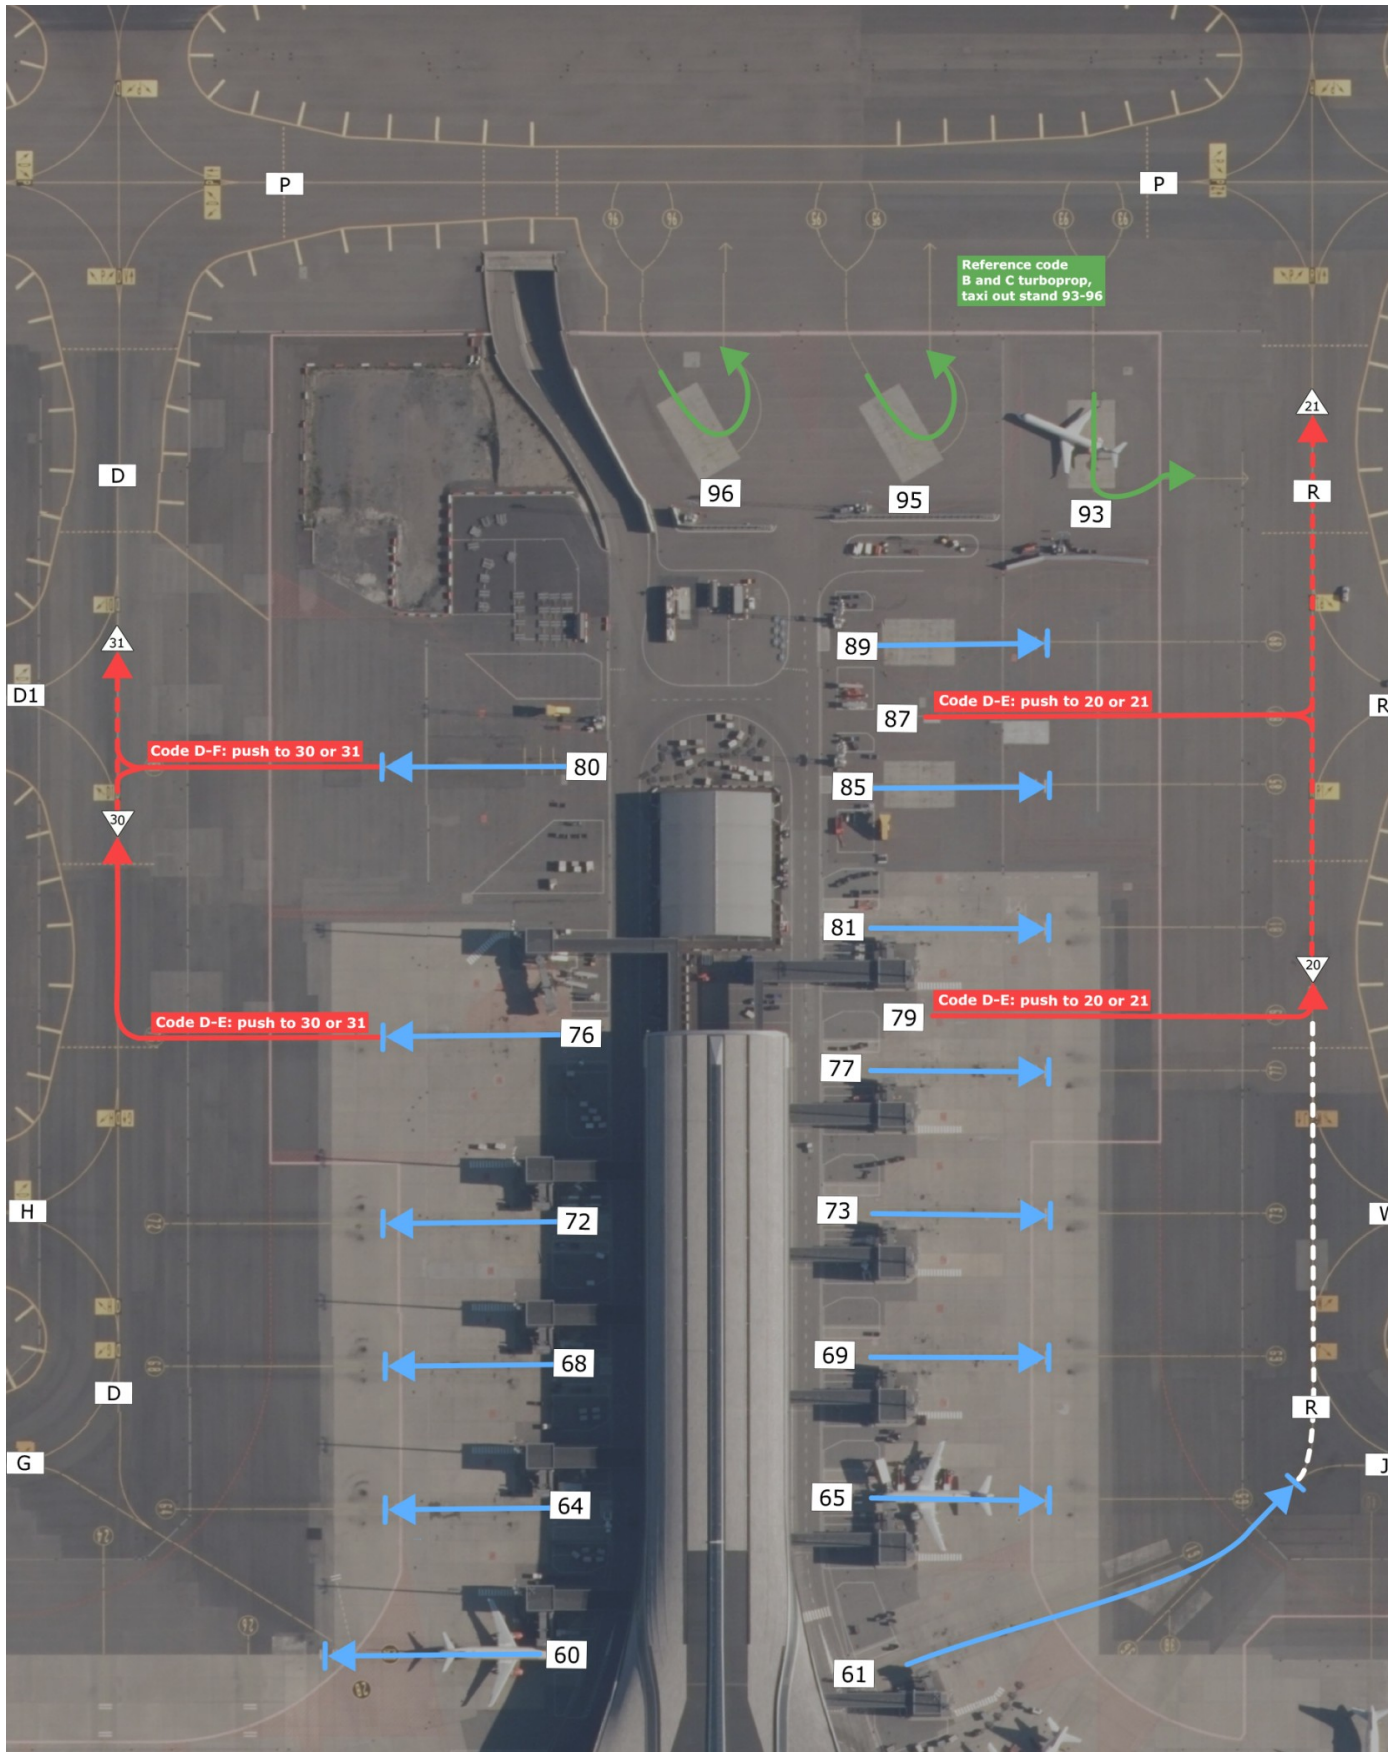 P
P
Reference code
B and C turboprop,
taxi out stand 93-96
21
D
R
96
95
93
31
89
D1
R
Code D-E: push to 20 or 21
87
Code D-F: push to 30 or 31
80
85
30
81
20
Code D-E: push to 20 or 21
79
Code D-E: push to 30 or 31
76
77
H
72
73
W
68
69
D
R
G
J
64
65
60
61